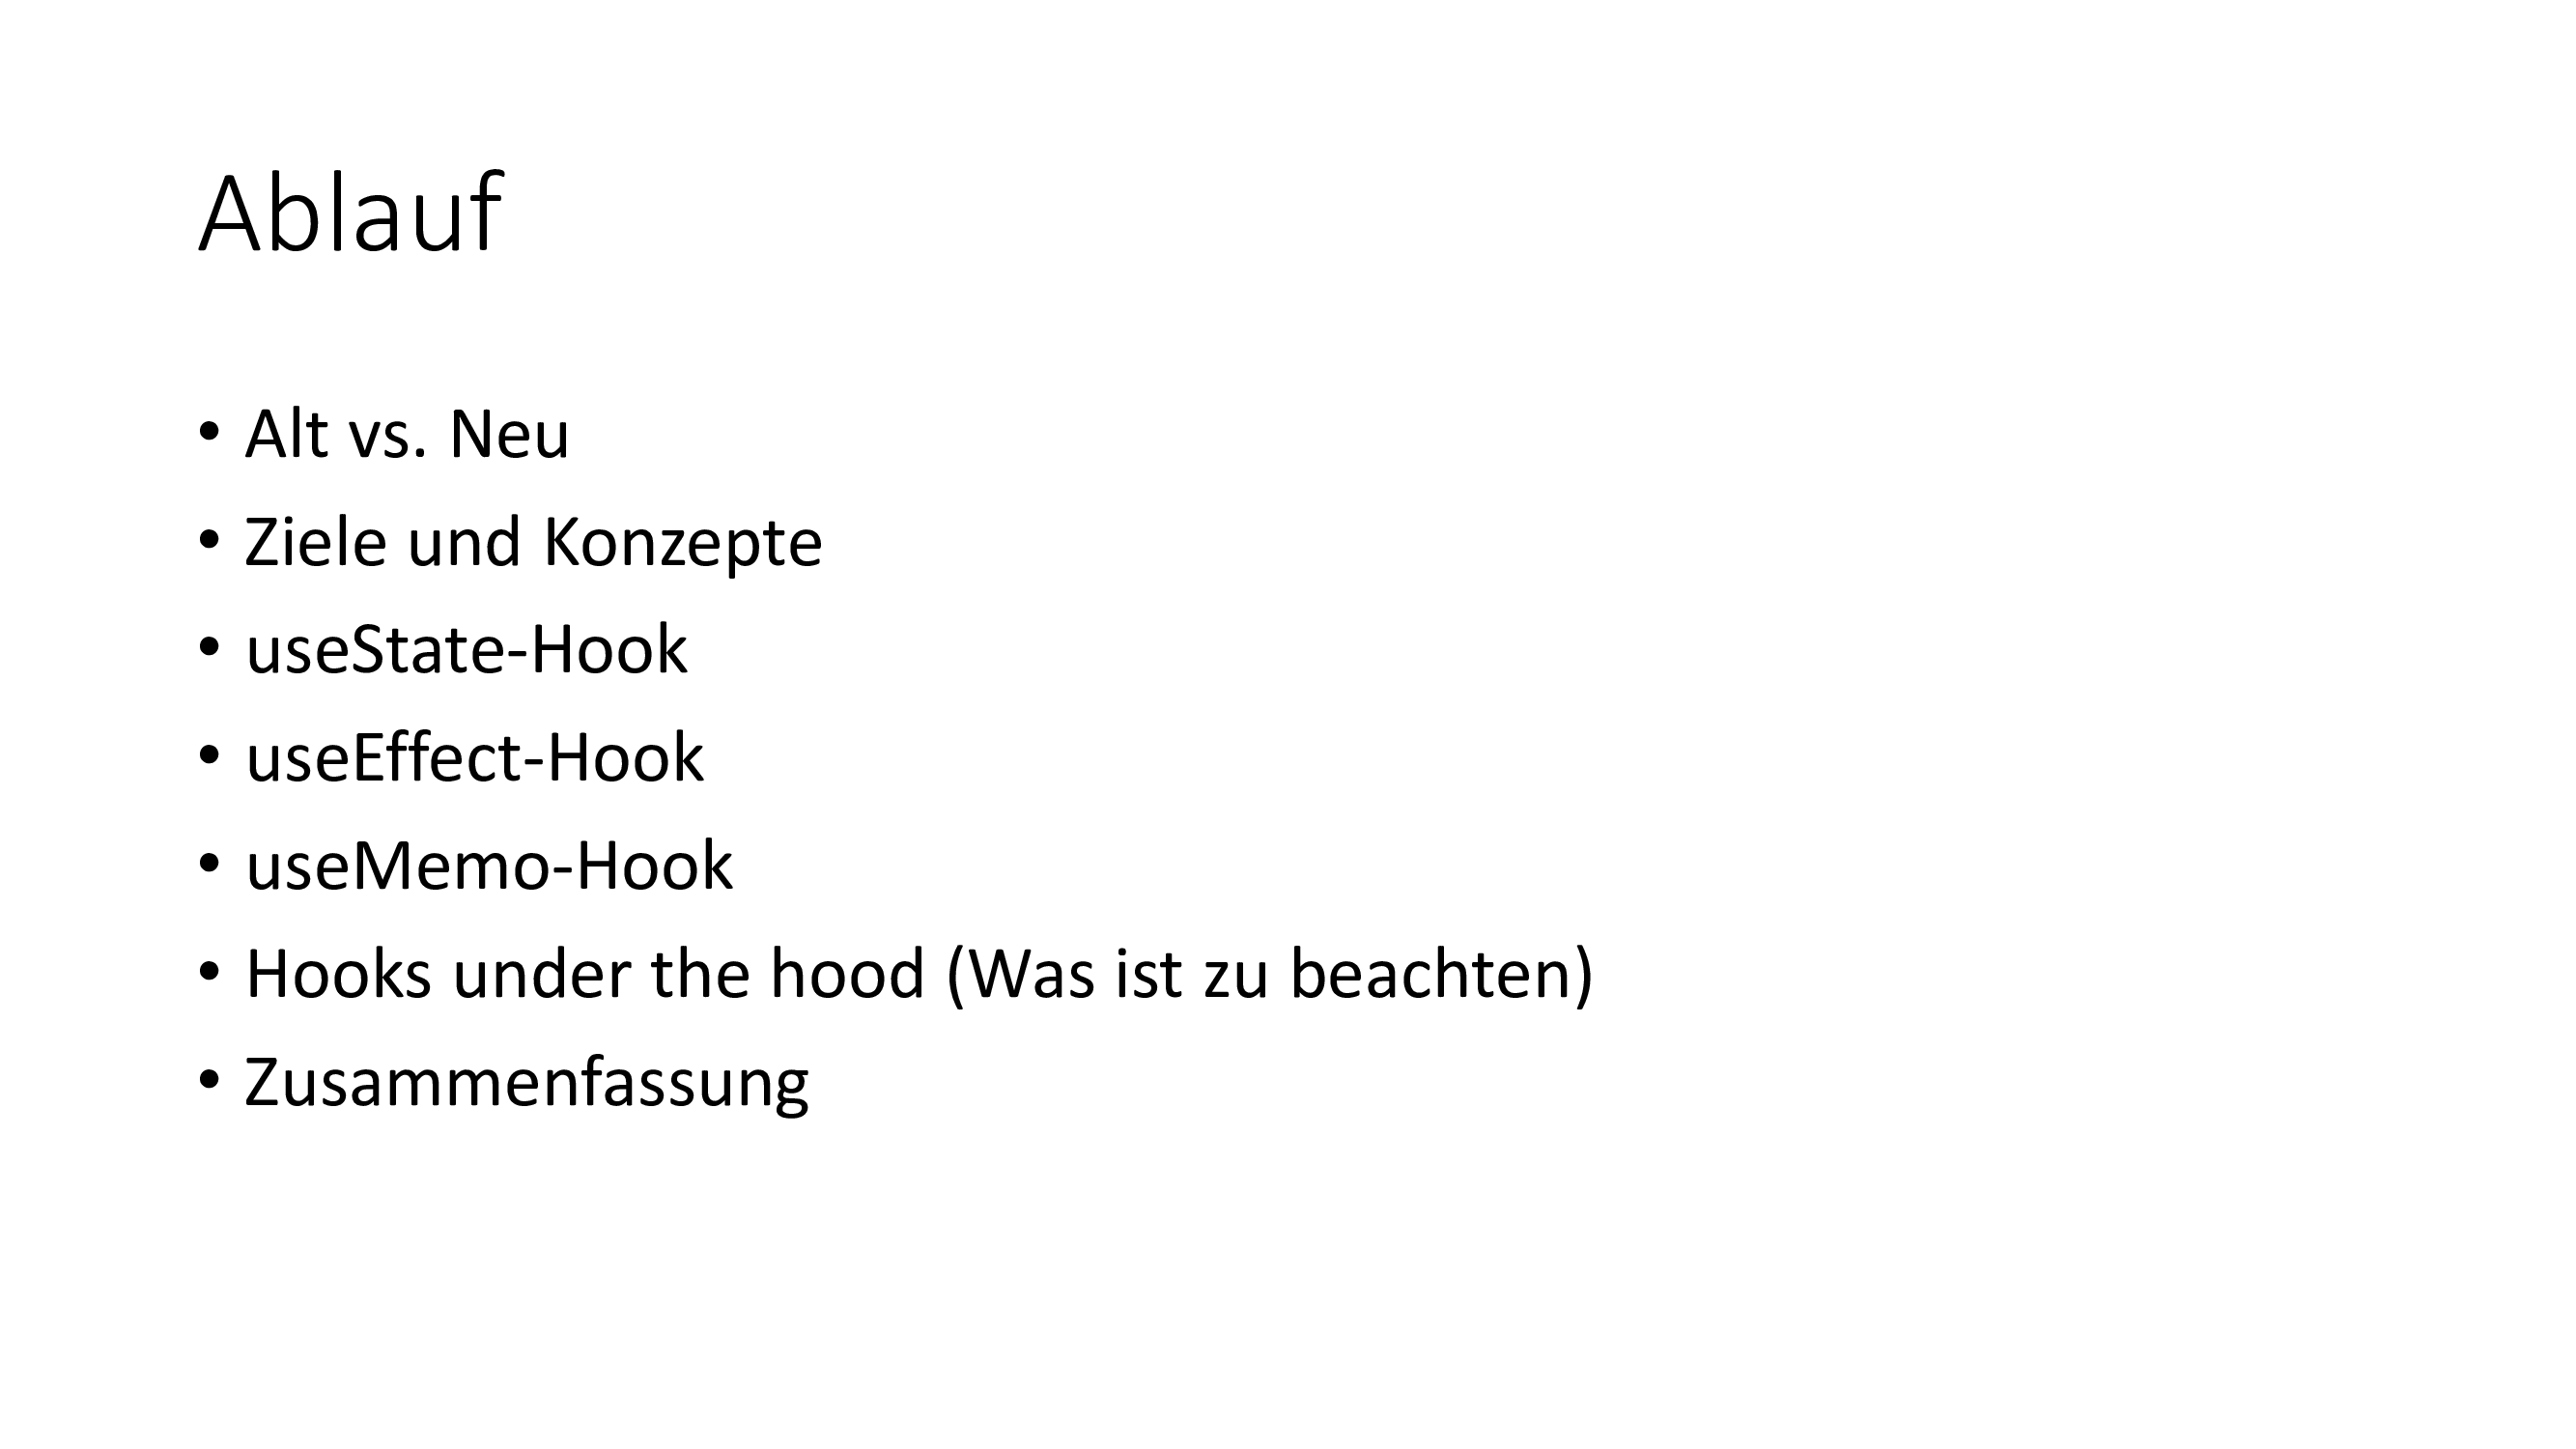 Ablauf
• Alt vs. Neu
• Ziele und Konzepte
• useState-Hook
• useEffect-Hook
• useMemo-Hook
• Hooks under the hood (Was ist zu beachten)
• Zusammenfassung